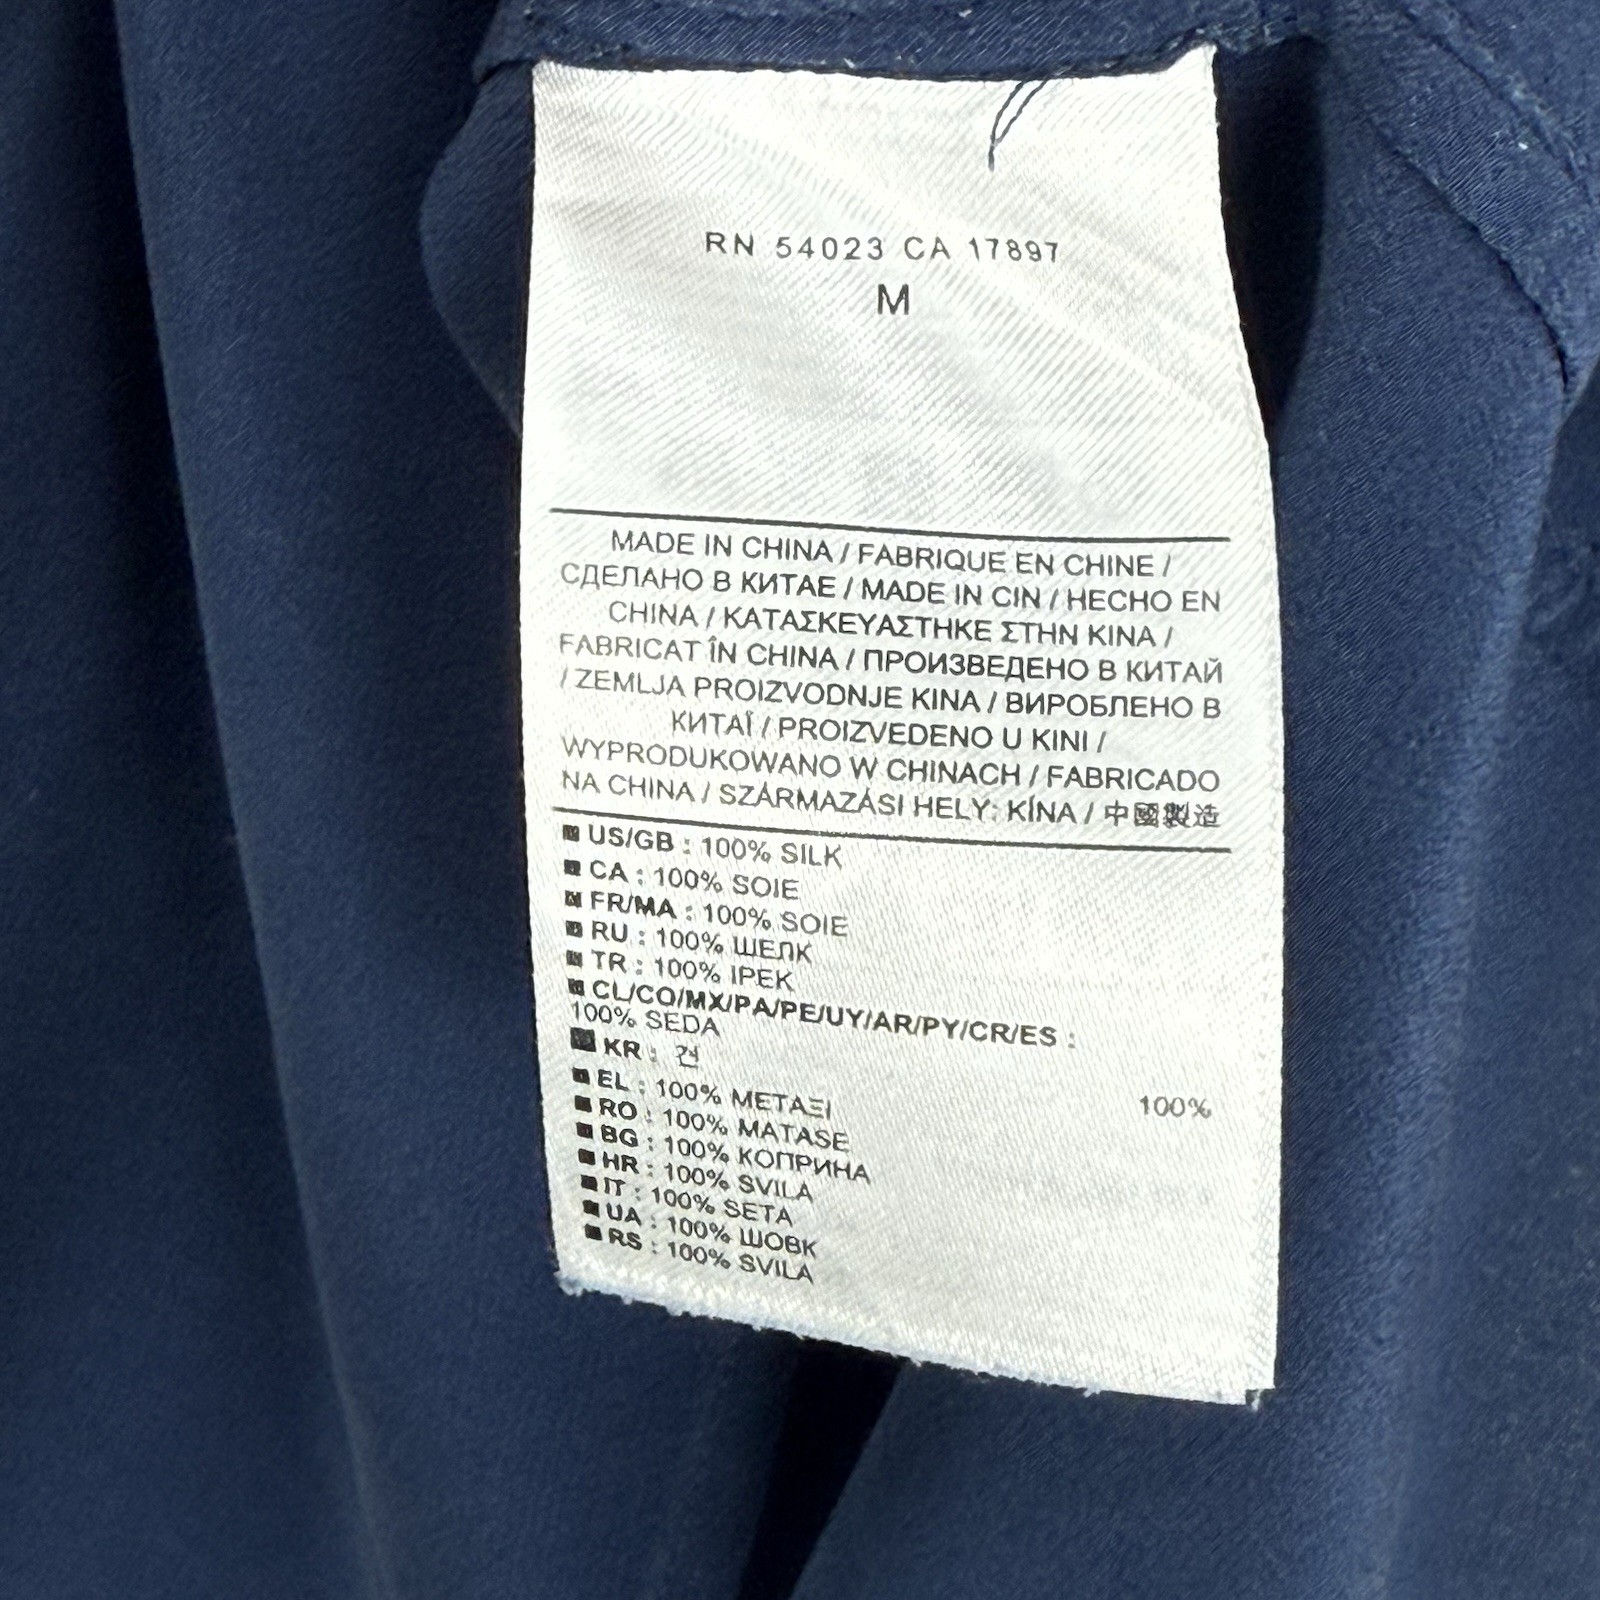 RN 54023 CA 17897
M
MADE IN CHINA / FABRIQUE EN CHINE /
СДЕЛАНО В КИТАЕ / MADE IN CIN / HECHO EN
CHINA / ΚΑΤΑΣΚΕΥΑΣΤΗΚΕ ΣΤΗΝ ΚΙΝΑ /
FABRICAT ÎN CHINA / ПРОИЗВЕДЕНО В КИТАЙ
/ ZEMLJA PROIZVODNJE KINA / ВИРОБЛЕНО В
КИТАЇ / PROIZVEDENO U KINI /
WYPRODUKOWANO W CHINACH / FABRICADO
NA CHINA / SZÁRMAZÁSI HELY: KÍNA / 中國製造
US/GB : 100% SILK
CA : 100% SOIE
FR/MA : 100% SOIE
RU : 100% ШЕЛК
TR : 100% IPEK
CL/CO/MX/PA/PE/UY/AR/PY/CR/ES :
100% SEDA
KR : 견 100%
EL : 100% ΜΕΤΑΞΙ
RO : 100% MATASE
BG : 100% КОПРИНА
HR : 100% SVILA
IT : 100% SETA
UA : 100% ШОВК
RS : 100% SVILA